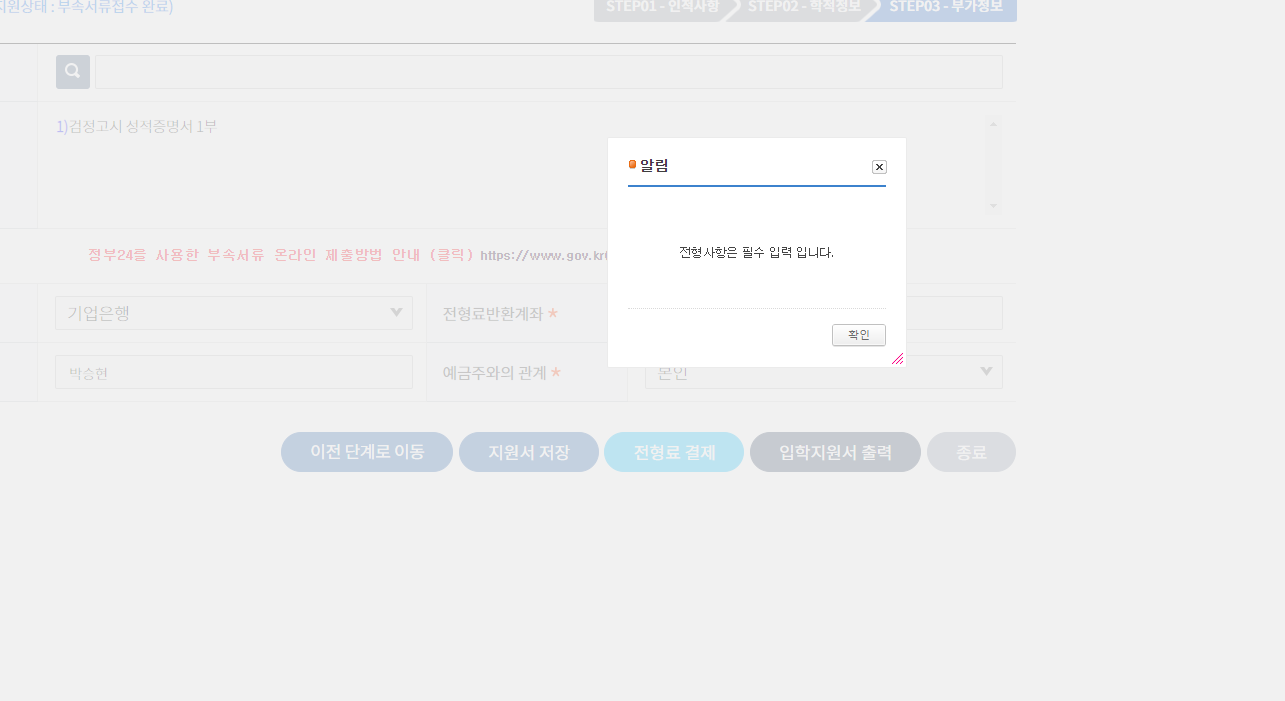 지원상태 : 부속서류접수 완료)
STEP01 - 인적사항 STEP02 - 학적정보 STEP03 - 부가정보
1)검정고시 성적증명서 1부
알림
전형사항은 필수 입력 입니다.
확인
정부24를 사용한 부속서류 온라인 제출방법 안내 (클릭) https://www.gov.kr
기업은행 전형료반환계좌 *
박승현 예금주와의 관계 * 본인
이전 단계로 이동 지원서 저장 전형료 결제 입학지원서 출력 종료